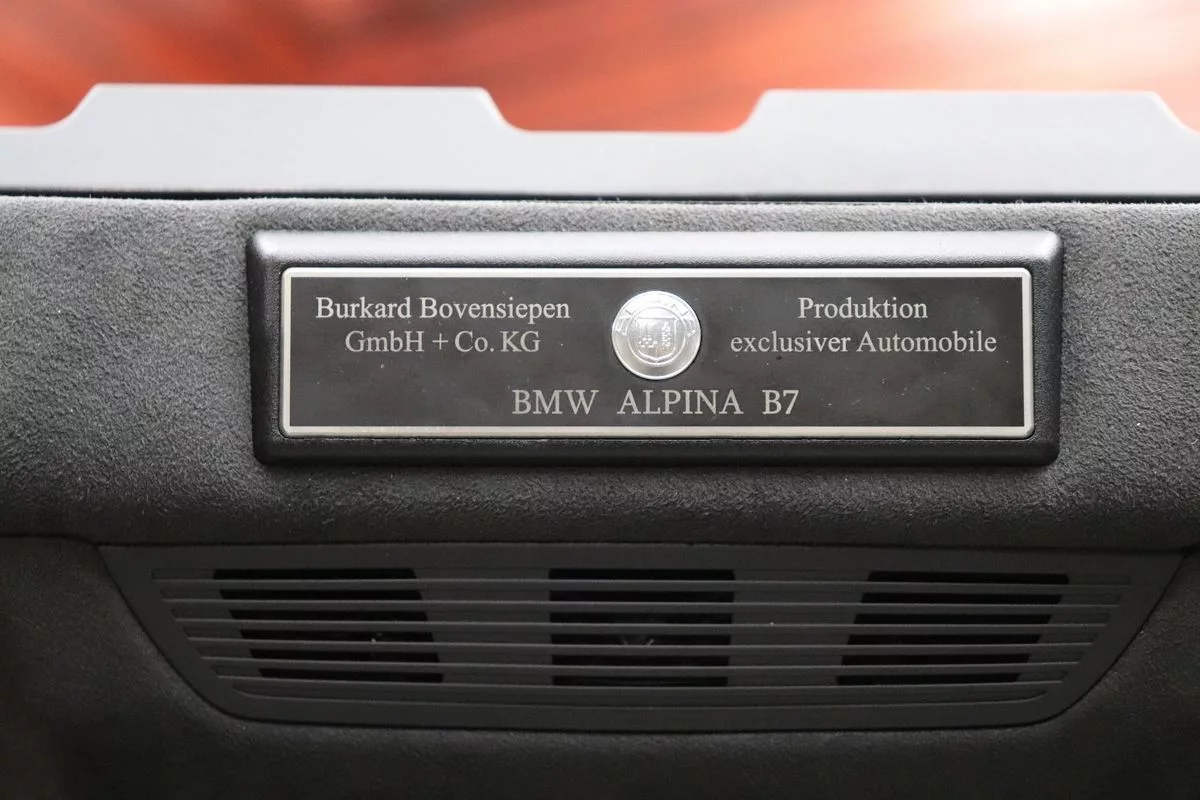 Burkard Bovensiepen
GmbH + Co. KG
Produktion
exclusiver Automobile
BMW ALPINA B7